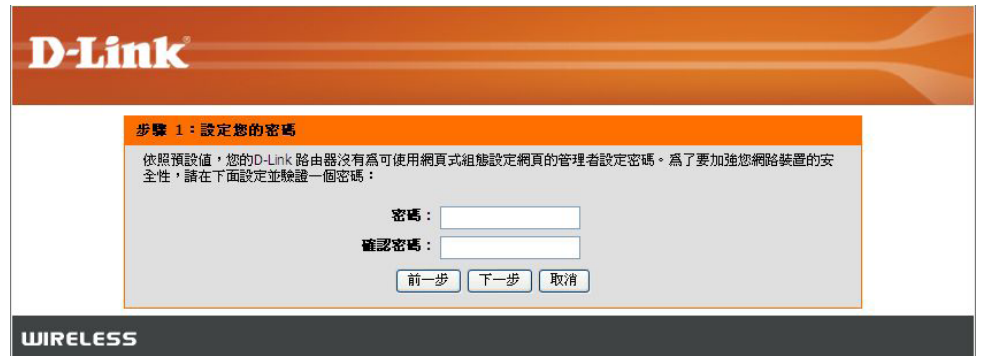 D-Link
步驟 1：設定您的密碼
依照預設值，您的D-Link 路由器沒有為可使用網頁式組態設定網頁的管理者設定密碼。為了要加強您網路裝置的安
全性，請在下面設定並驗證一個密碼：
密碼：
確認密碼：
前一步 下一步 取消
WIRELESS